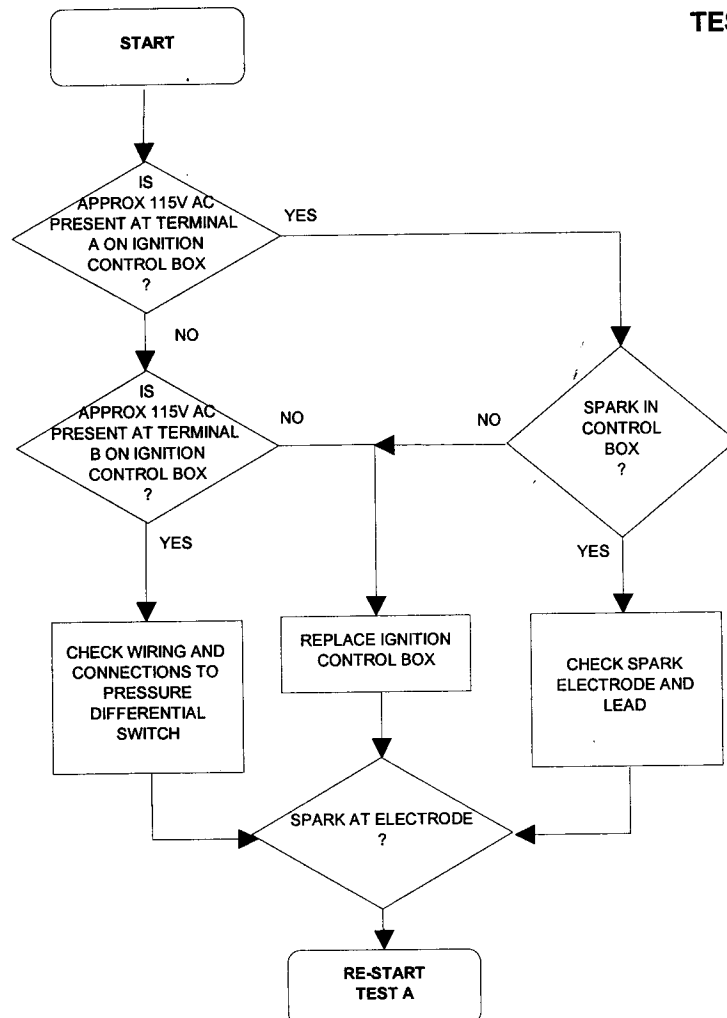 TES
START
IS
APPROX 115V AC
PRESENT AT TERMINAL
A ON IGNITION
CONTROL BOX
?
YES
NO
IS
APPROX 115V AC
PRESENT AT TERMINAL
B ON IGNITION
CONTROL BOX
?
NO
NO
SPARK IN
CONTROL
BOX
?
YES
YES
CHECK WIRING AND
CONNECTIONS TO
PRESSURE
DIFFERENTIAL
SWITCH
REPLACE IGNITION
CONTROL BOX
CHECK SPARK
ELECTRODE AND
LEAD
SPARK AT ELECTRODE
?
RE-START
TEST A